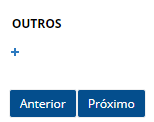 OUTROS
+
Anterior Próximo